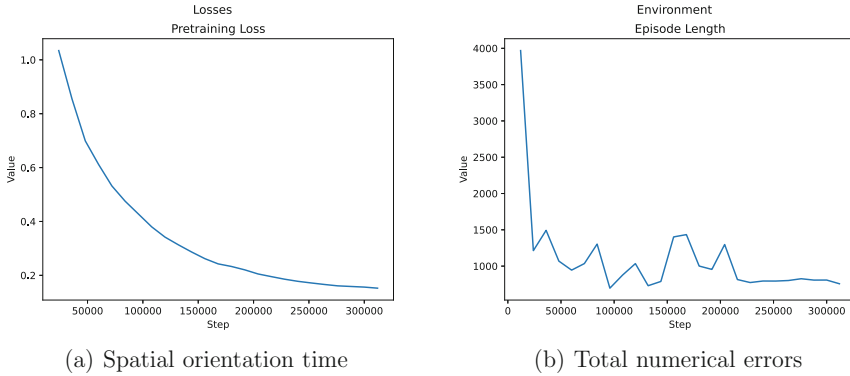 Losses
Pretraining Loss
1.0
0.8
0.6
0.4
0.2
Value
50000 100000 150000 200000 250000 300000
Step
(a) Spatial orientation time
Environment
Episode Length
4000
3500
3000
2500
2000
1500
1000
Value
0 50000 100000 150000 200000 250000 300000
Step
(b) Total numerical errors